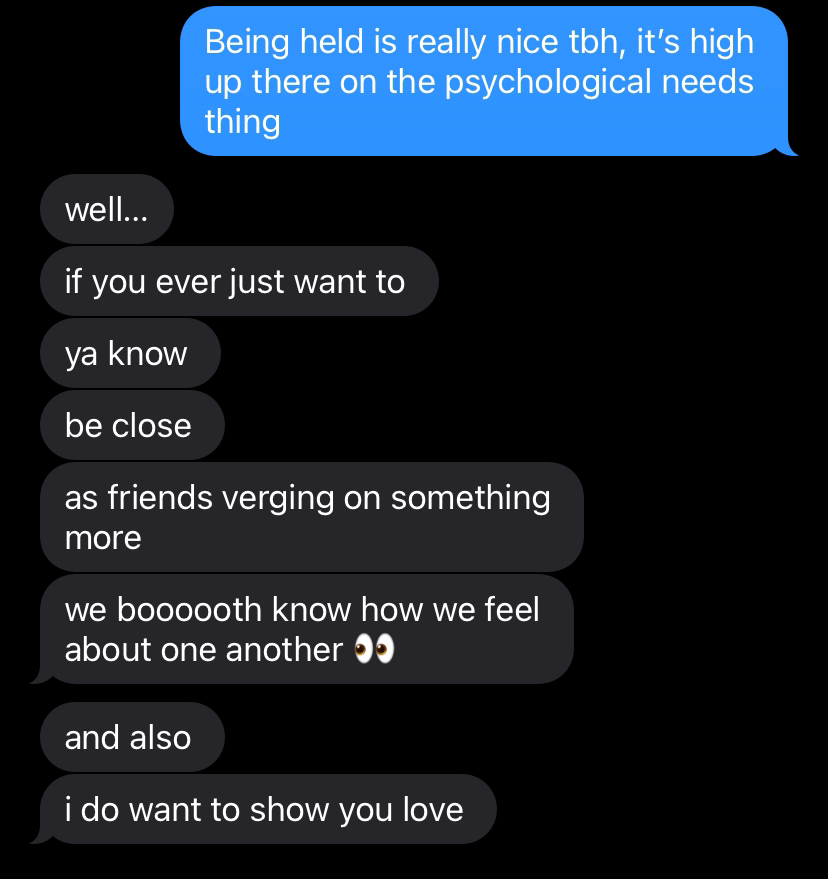 Being held is really nice tbh, it’s high
up there on the psychological needs
thing
well...
if you ever just want to
ya know
be close
as friends verging on something
more
we boooooth know how we feel
about one another 👀
and also
i do want to show you love